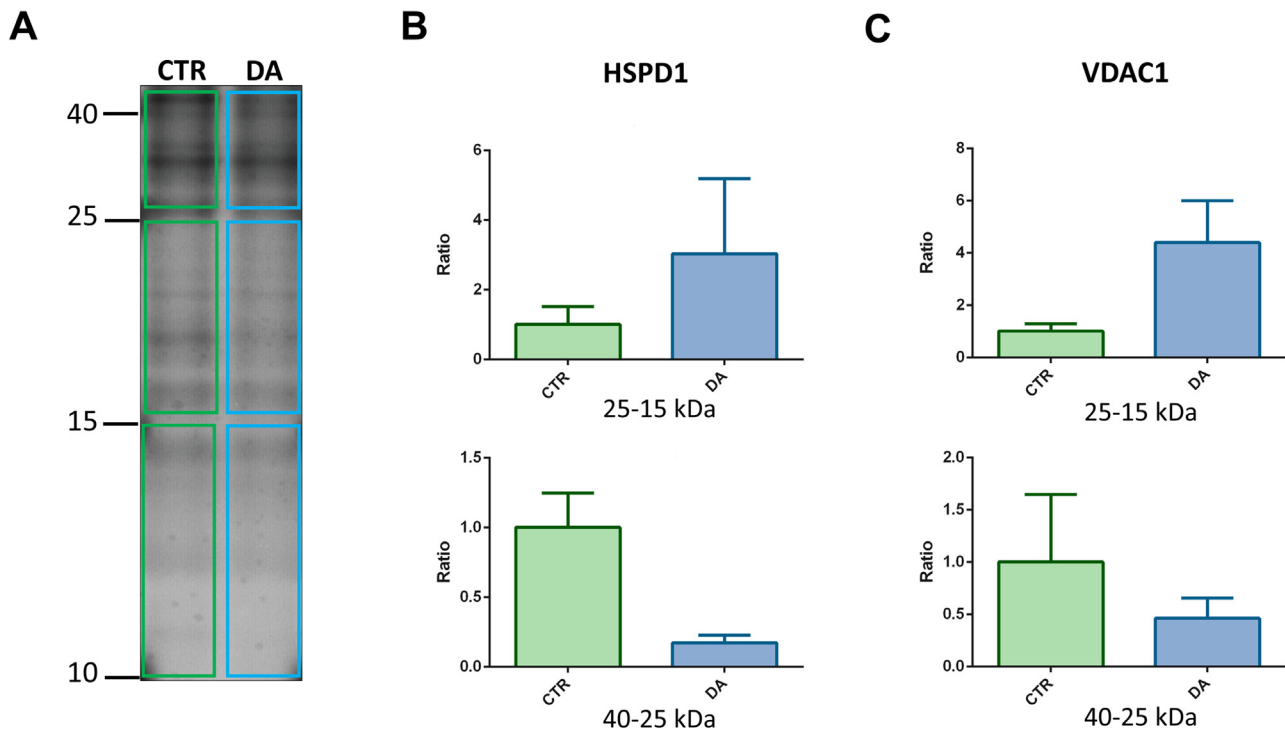 A
CTR DA
40
25
15
10
B
HSPD1
6
4
2
0
Ratio
CTR
DA
25-15 kDa
1.5
1.0
0.5
0.0
Ratio
CTR
DA
40-25 kDa
C
VDAC1
8
6
4
2
0
Ratio
CTR
DA
25-15 kDa
2.0
1.5
1.0
0.5
0.0
Ratio
CTR
DA
40-25 kDa